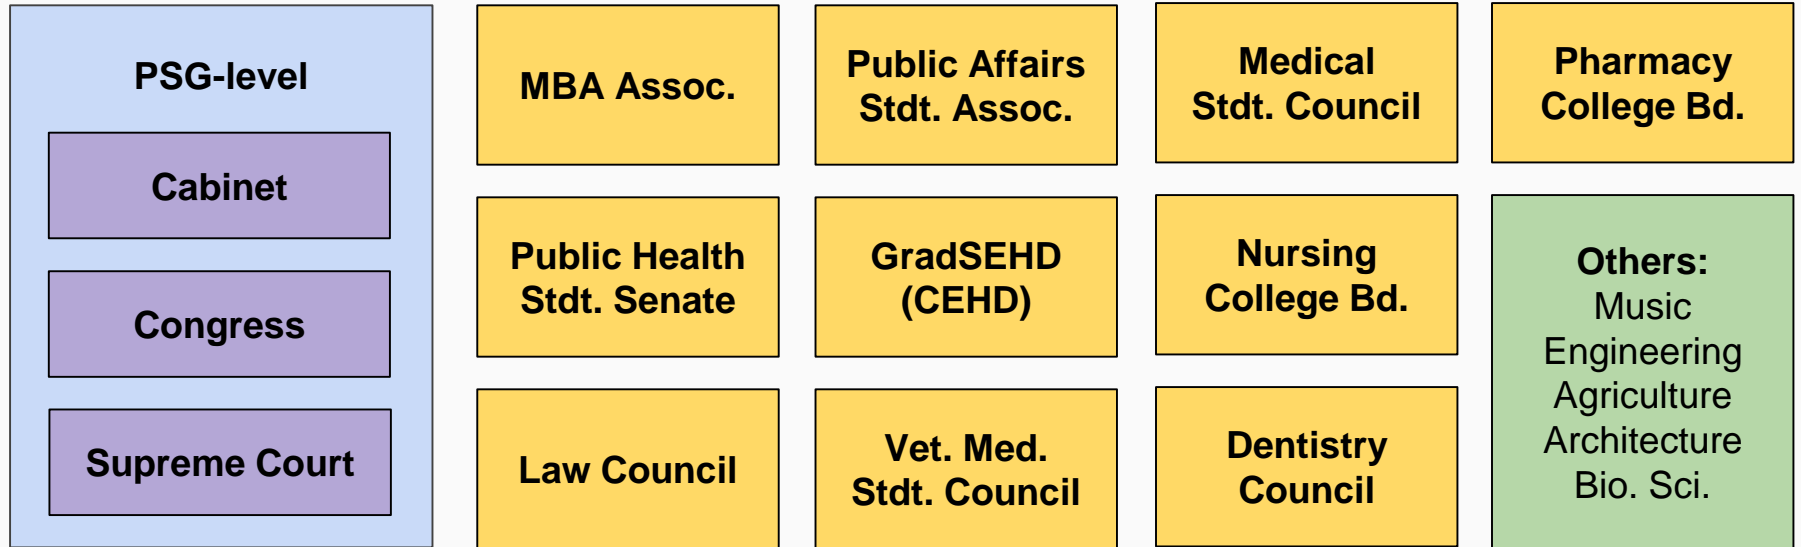 PSG-level
Cabinet
Congress
Supreme Court
MBA Assoc.
Public Affairs
Stdt. Assoc.
Medical
Stdt. Council
Pharmacy
College Bd.
Public Health
Stdt. Senate
GradSEHD
(CEHD)
Nursing
College Bd.
Others:
Music
Engineering
Agriculture
Architecture
Bio. Sci.
Law Council
Vet. Med.
Stdt. Council
Dentistry
Council